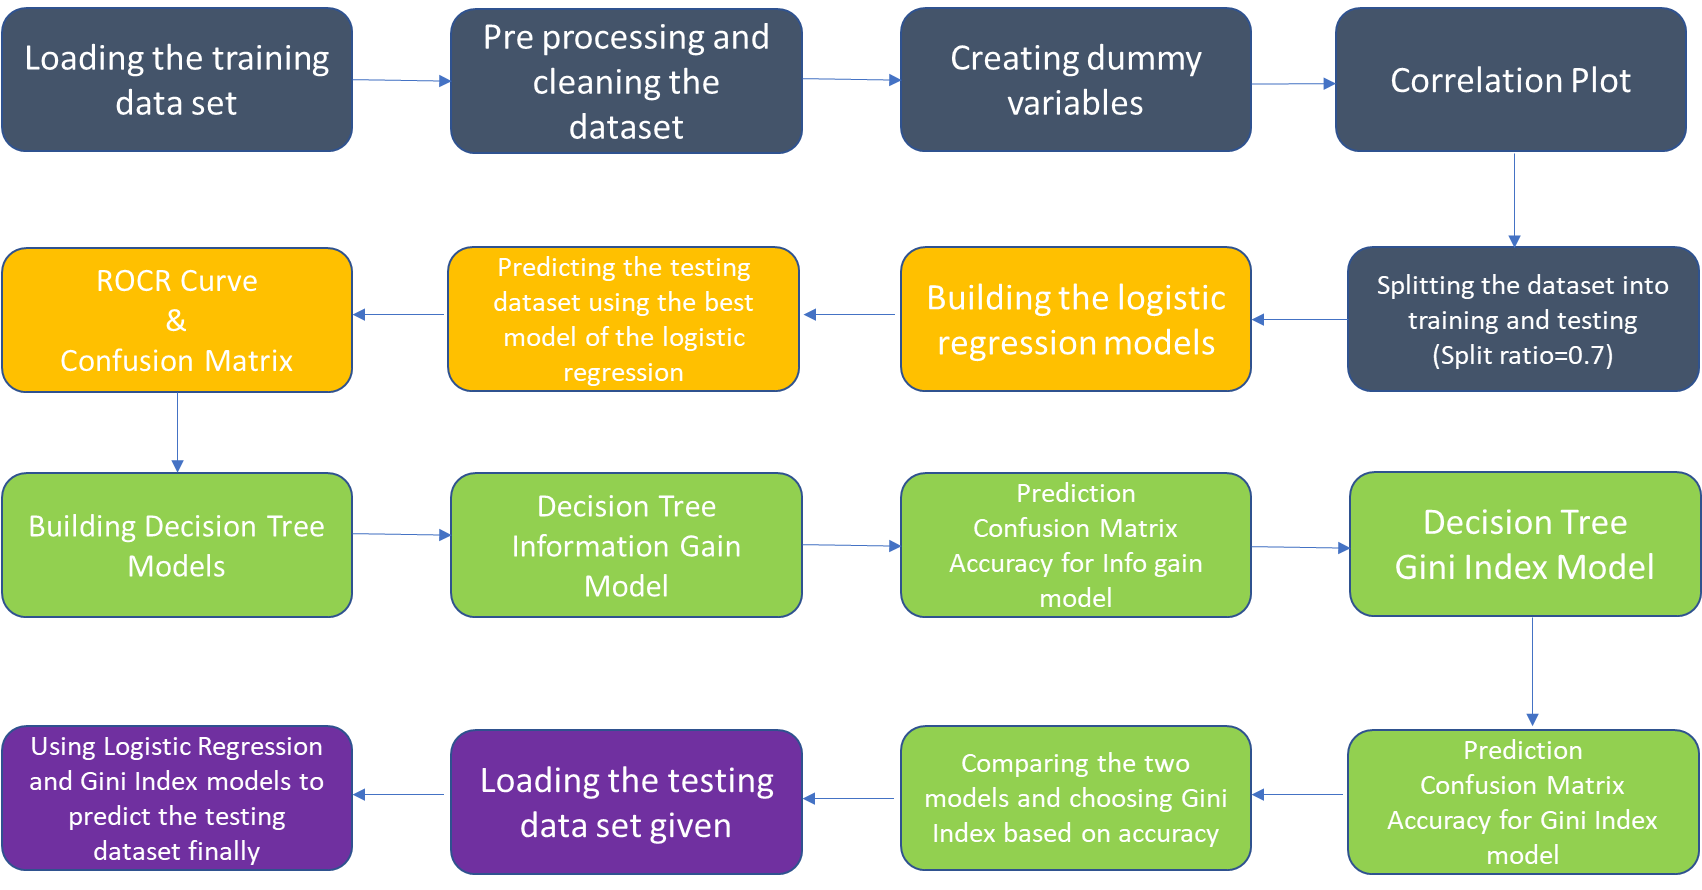 Loading the training
data set
Pre processing and
cleaning the
dataset
Creating dummy
variables
Correlation Plot
Splitting the dataset into
training and testing
(Split ratio=0.7)
Building the logistic
regression models
Predicting the testing
dataset using the best
model of the logistic
regression
ROCR Curve
&
Confusion Matrix
Building Decision Tree
Models
Decision Tree
Information Gain
Model
Prediction
Confusion Matrix
Accuracy for Info gain
model
Decision Tree
Gini Index Model
Prediction
Confusion Matrix
Accuracy for Gini Index
model
Comparing the two
models and choosing Gini
Index based on accuracy
Loading the testing
data set given
Using Logistic Regression
and Gini Index models to
predict the testing
dataset finally